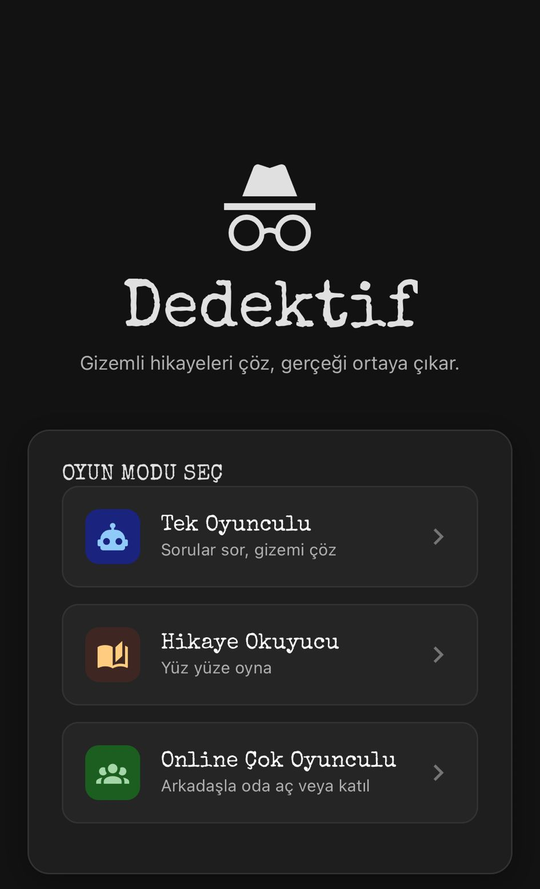 Dedektif
Gizemli hikayeleri çöz, gerçeği ortaya çıkar.
OYUN MODU SEÇ
Tek Oyunculu
Sorular sor, gizemi çöz
Hikaye Okuyucu
Yüz yüze oyna
Online Çok Oyunculu
Arkadaşla oda aç veya katıl